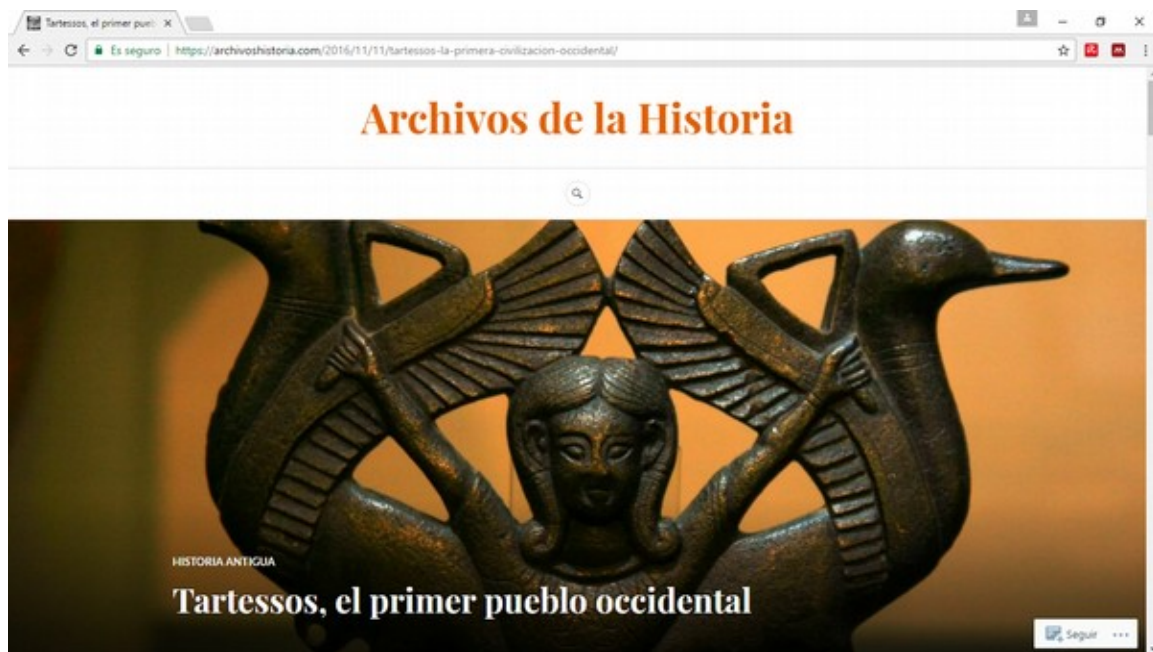 Tartessos, el primer puebl
Es seguro | https://archivoshistoria.com/2016/11/11/tartessos-la-primera-civilizacion-occidental/
Archivos de la Historia
HISTORIA ANTIGUA
Tartessos, el primer pueblo occidental
Seguir